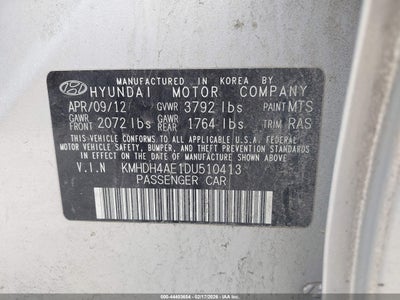 MANUFACTURED IN KOREA BY
HYUNDAI MOTOR COMPANY
APR/09/12 GVWR 3792 lbs PAINT MTS
GAWR FRONT 2072 lbs GAWR REAR 1764 lbs TRIM RAS
THIS VEHICLE CONFORMS TO ALL APPLICABLE U.S FEDERAL
MOTOR VEHICLE SAFETY, BUMPER, AND THEFT PREVENTION
STANDARDS IN EFFECT ON THE DATE OF MANUFACTURE SHOWN ABOVE.
V.I.N KMHDH4AE1DU510413
PASSENGER CAR